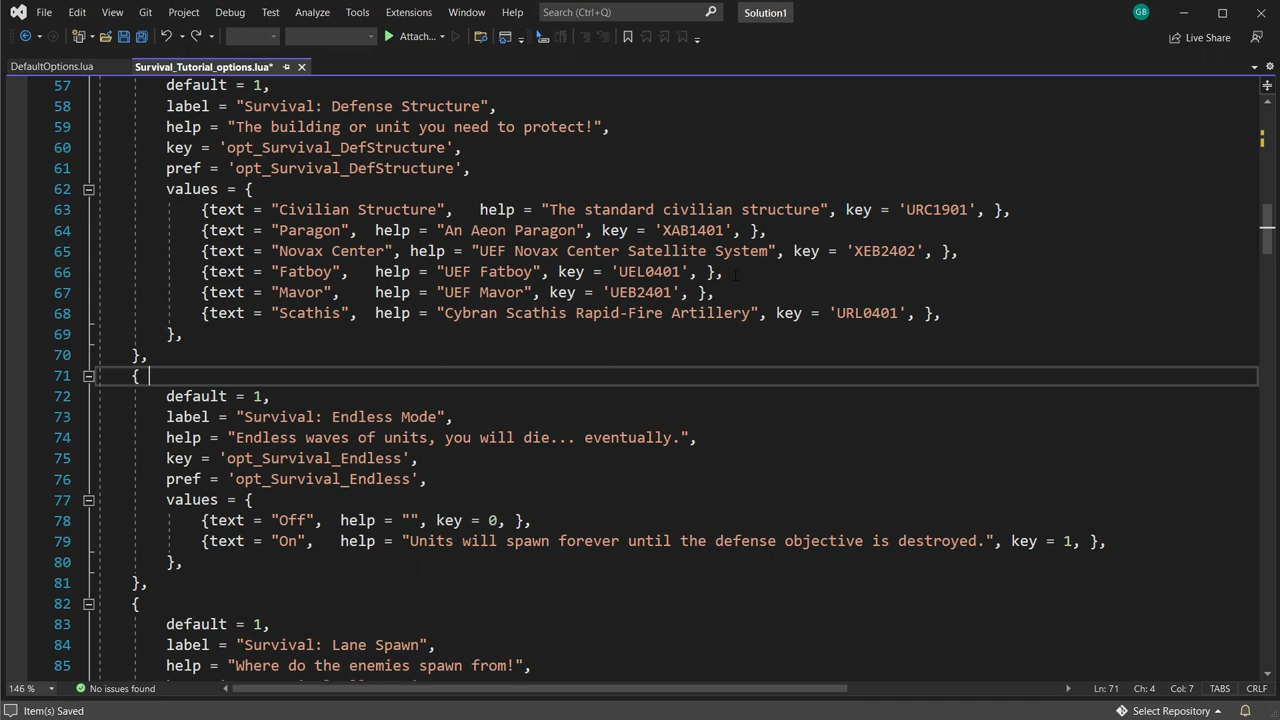 File Edit View Git Project Debug Test Analyze Tools Extensions Window Help Search (Ctrl+Q) Solution1 GB
Attach... Live Share
DefaultOptions.lua Survival_Tutorial_options.lua*
57 default = 1,
58 label = "Survival: Defense Structure",
59 help = "The building or unit you need to protect!",
60 key = 'opt_Survival_DefStructure',
61 pref = 'opt_Survival_DefStructure',
62 values = {
63 {text = "Civilian Structure", help = "The standard civilian structure", key = 'URC1901', },
64 {text = "Paragon", help = "An Aeon Paragon", key = 'XAB1401', },
65 {text = "Novax Center", help = "UEF Novax Center Satellite System", key = 'XEB2402', },
66 {text = "Fatboy", help = "UEF Fatboy", key = 'UEL0401', },
67 {text = "Mavor", help = "UEF Mavor", key = 'UEB2401', },
68 {text = "Scathis", help = "Cybran Scathis Rapid-Fire Artillery", key = 'URL0401', },
69 },
70 },
71 {
72 default = 1,
73 label = "Survival: Endless Mode",
74 help = "Endless waves of units, you will die... eventually.",
75 key = 'opt_Survival_Endless',
76 pref = 'opt_Survival_Endless',
77 values = {
78 {text = "Off", help = "", key = 0, },
79 {text = "On", help = "Units will spawn forever until the defense objective is destroyed.", key = 1, },
80 },
81 },
82 {
83 default = 1,
84 label = "Survival: Lane Spawn",
85 help = "Where do the enemies spawn from!",
146 % No issues found Ln: 71 Ch: 4 Col: 7 TABS CRLF
Item(s) Saved Select Repository